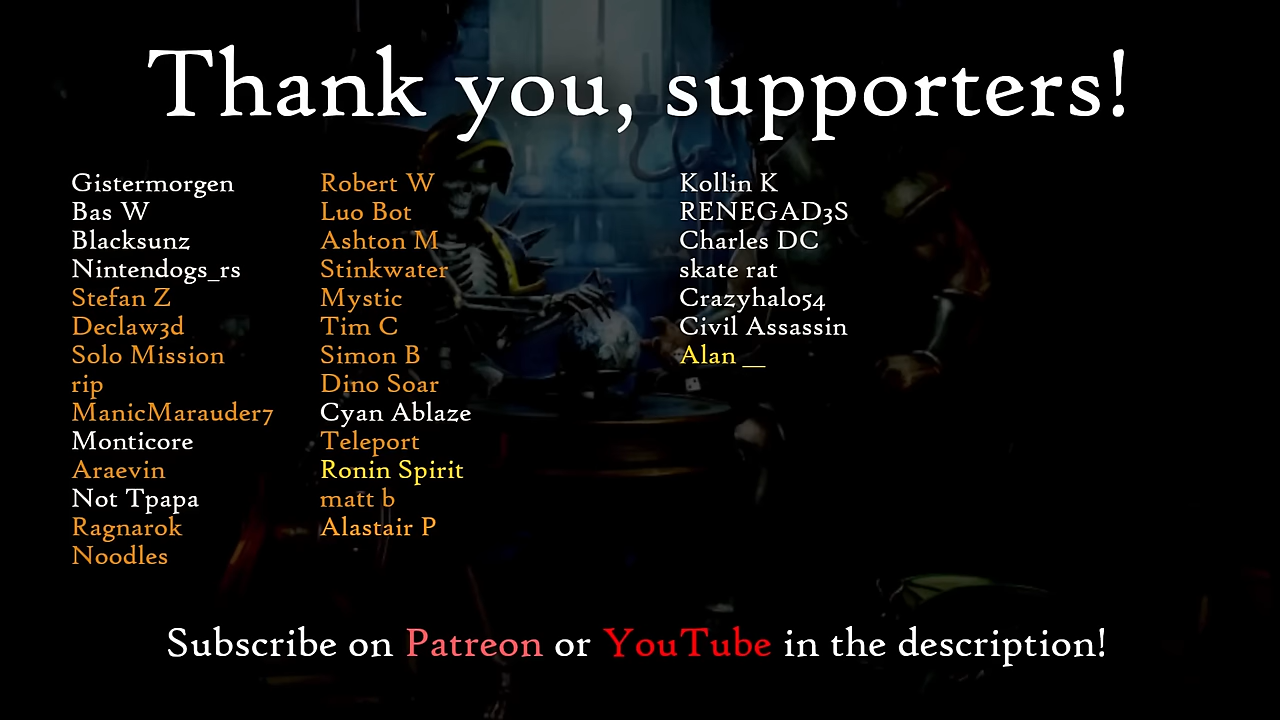 Thank you, supporters!
Gistermorgen
Bas W
Blacksunz
Nintendogs_rs
Stefan Z
Declaw3d
Solo Mission
rip
ManicMarauder7
Monticore
Araevin
Not Tpapa
Ragnarok
Noodles
Robert W
Luo Bot
Ashton M
Stinkwater
Mystic
Tim C
Simon B
Dino Soar
Cyan Ablaze
Teleport
Ronin Spirit
matt b
Alastair P
Kollin K
RENEGAD3S
Charles DC
skate rat
Crazyhalo54
Civil Assassin
Alan __
Subscribe on Patreon or YouTube in the description!